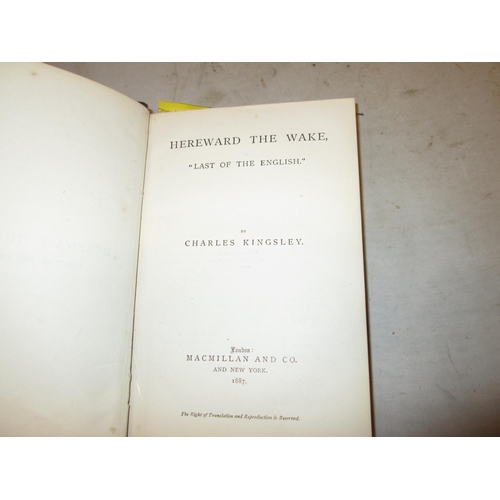 HEREWARD THE WAKE,
"LAST OF THE ENGLISH."
BY
CHARLES KINGSLEY.
London:
MACMILLAN AND CO.
AND NEW YORK.
1887.
The Right of Translation and Reproduction is Reserved.